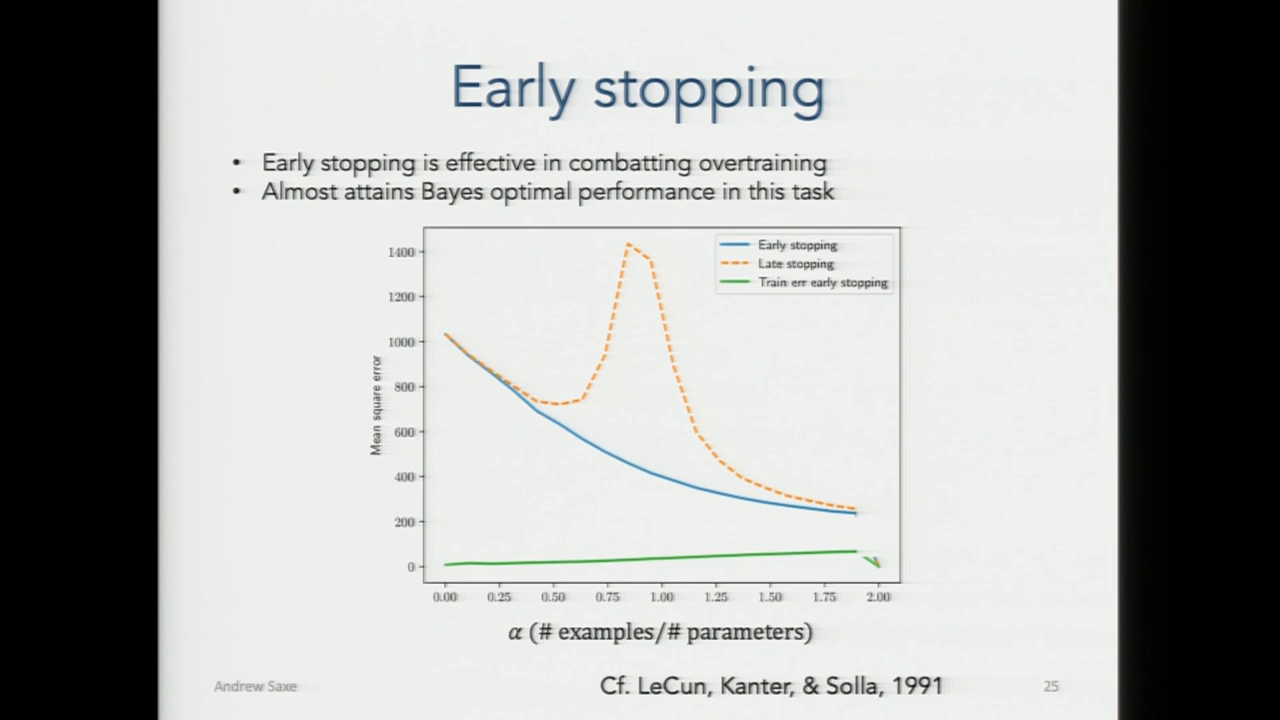 Early stopping
• Early stopping is effective in combatting overtraining
• Almost attains Bayes optimal performance in this task
Early stopping
Late stopping
Train err early stopping
Mean square error
1400
1200
1000
800
600
400
200
0
0.00 0.25 0.50 0.75 1.00 1.25 1.50 1.75 2.00
α (# examples/# parameters)
Cf. LeCun, Kanter, & Solla, 1991
Andrew Saxe
25